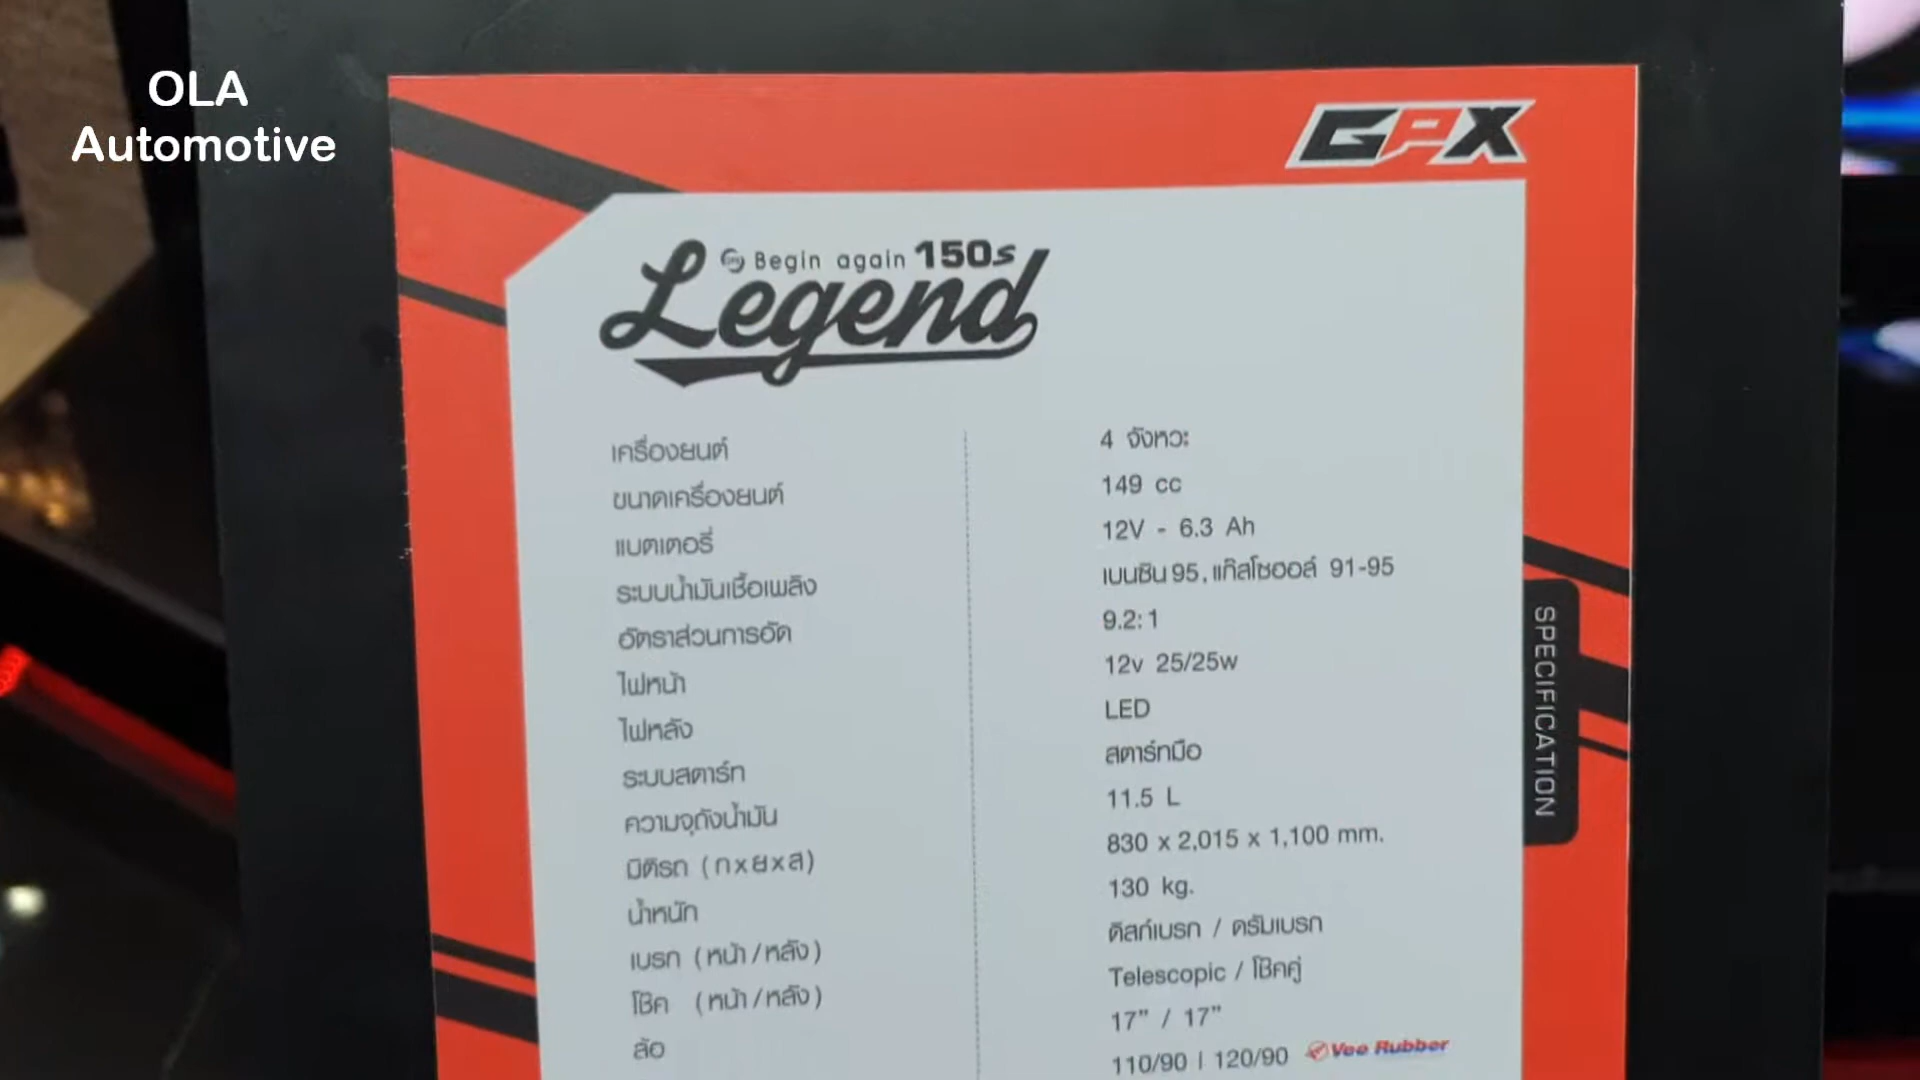 OLA
Automotive
GPX
Begin again 150s
Legend
เครื่องยนต์ 4 จังหวะ
ขนาดเครื่องยนต์ 149 cc
แบตเตอรี่ 12V - 6.3 Ah
ระบบน้ำมันเชื้อเพลิง เบนซิน 95, แก๊สโซฮอล์ 91-95
อัตราส่วนการอัด 9.2:1
ไฟหน้า 12v 25/25w
ไฟหลัง LED
ระบบสตาร์ท สตาร์ทมือ
ความจุถังน้ำมัน 11.5 L
มิติรถ (กxยxส) 830 x 2,015 x 1,100 mm.
น้ำหนัก 130 kg.
เบรก (หน้า/หลัง) ดิสก์เบรก / ดรัมเบรก
โช๊ค (หน้า/หลัง) Telescopic / โช๊คคู่
ล้อ 17" / 17"
110/90 | 120/90 Vee Rubber
SPECIFICATION